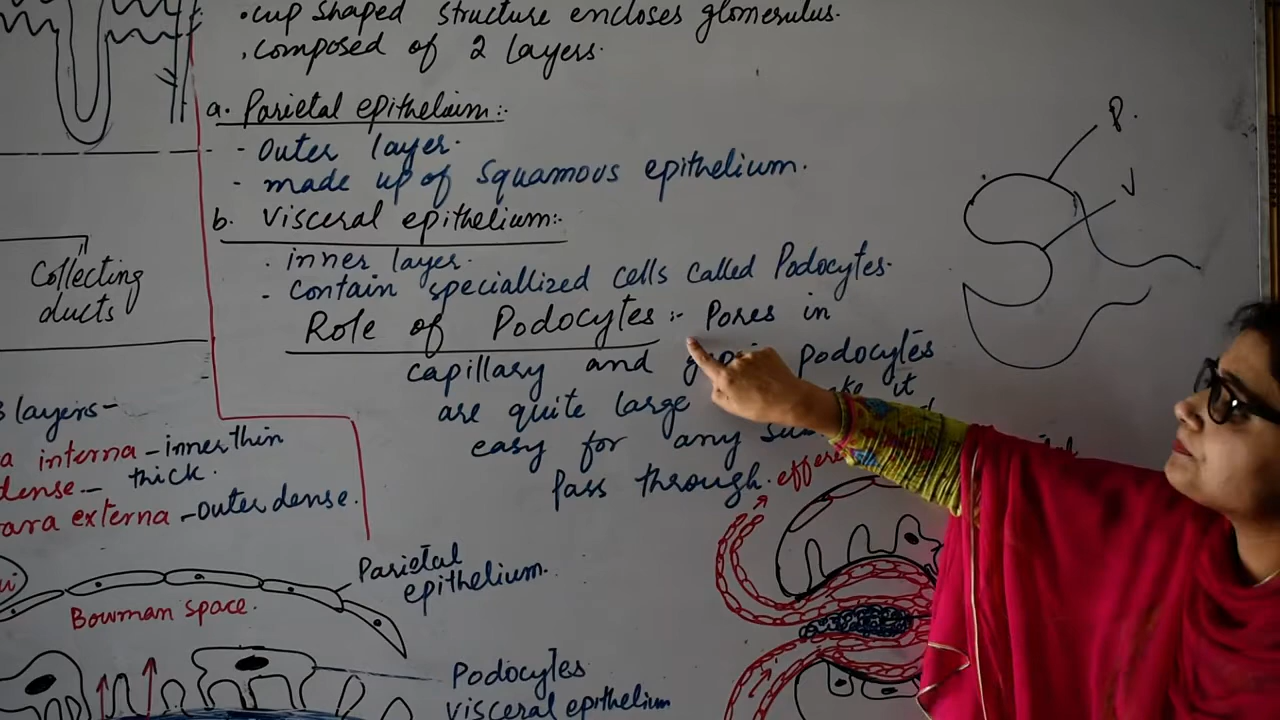 .cup shaped structure encloses glomerulus.
.composed of 2 layers.
a. Parietal epithelaim:-
- Outer layer.
- made up of Squamous epithelium.
b. Visceral epithelium:-
. inner layer.
- Contain speciallized cells called Podocytes.
Role of Podocytes :- Pores in
capillary and podocytes
are quite large it
easy for any
Pass through.
P.
V
Collecting
ducts
layers-
interna - inner thin
dense - thick.
externa - outer dense.
Bowman space.
Parietal
epithelium.
Podocytes
visceral epithelium